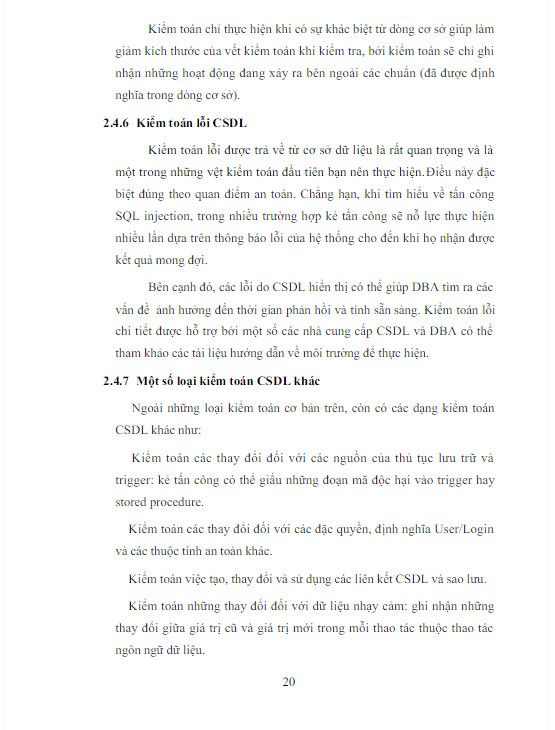 Kiểm toán chỉ thực hiện khi có sự khác biệt từ dòng cơ sở giúp làm
giảm kích thước của vết kiểm toán khi kiểm tra, bởi kiểm toán sẽ chỉ ghi
nhận những hoạt động đang xảy ra bên ngoài các chuẩn (đã được định
nghĩa trong dòng cơ sở).
2.4.6 Kiểm toán lỗi CSDL
Kiểm toán lỗi được trả về từ cơ sở dữ liệu là rất quan trọng và là
một trong những vệt kiểm toán đầu tiên bạn nên thực hiện.Điều này đặc
biệt đúng theo quan điểm an toàn. Chẳng hạn, khi tìm hiểu về tấn công
SQL injection, trong nhiều trường hợp kẻ tấn công sẽ nỗ lực thực hiện
nhiều lần dựa trên thông báo lỗi của hệ thống cho đến khi họ nhận được
kết quả mong đợi.
Bên cạnh đó, các lỗi do CSDL hiển thị có thể giúp DBA tìm ra các
vấn đề ảnh hưởng đến thời gian phản hồi và tính sẵn sàng. Kiểm toán lỗi
chi tiết được hỗ trợ bởi một số các nhà cung cấp CSDL và DBA có thể
tham khảo các tài liệu hướng dẫn về môi trường để thực hiện.
2.4.7 Một số loại kiểm toán CSDL khác
Ngoài những loại kiểm toán cơ bản trên, còn có các dạng kiểm toán
CSDL khác như:
Kiểm toán các thay đổi đối với các nguồn của thủ tục lưu trữ và
trigger: kẻ tấn công có thể giấu những đoạn mã độc hại vào trigger hay
stored procedure.
Kiểm toán các thay đổi đối với các đặc quyền, định nghĩa User/Login
và các thuộc tính an toàn khác.
Kiểm toán việc tạo, thay đổi và sử dụng các liên kết CSDL và sao lưu.
Kiểm toán những thay đổi đối với dữ liệu nhạy cảm: ghi nhận những
thay đổi giữa giá trị cũ và giá trị mới trong mỗi thao tác thuộc thao tác
ngôn ngữ dữ liệu.
20